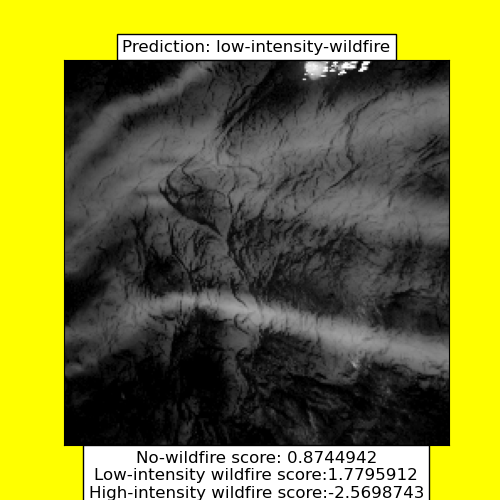 Prediction: low-intensity-wildfire
No-wildfire score: 0.8744942
Low-intensity wildfire score:1.7795912
High-intensity wildfire score:-2.5698743